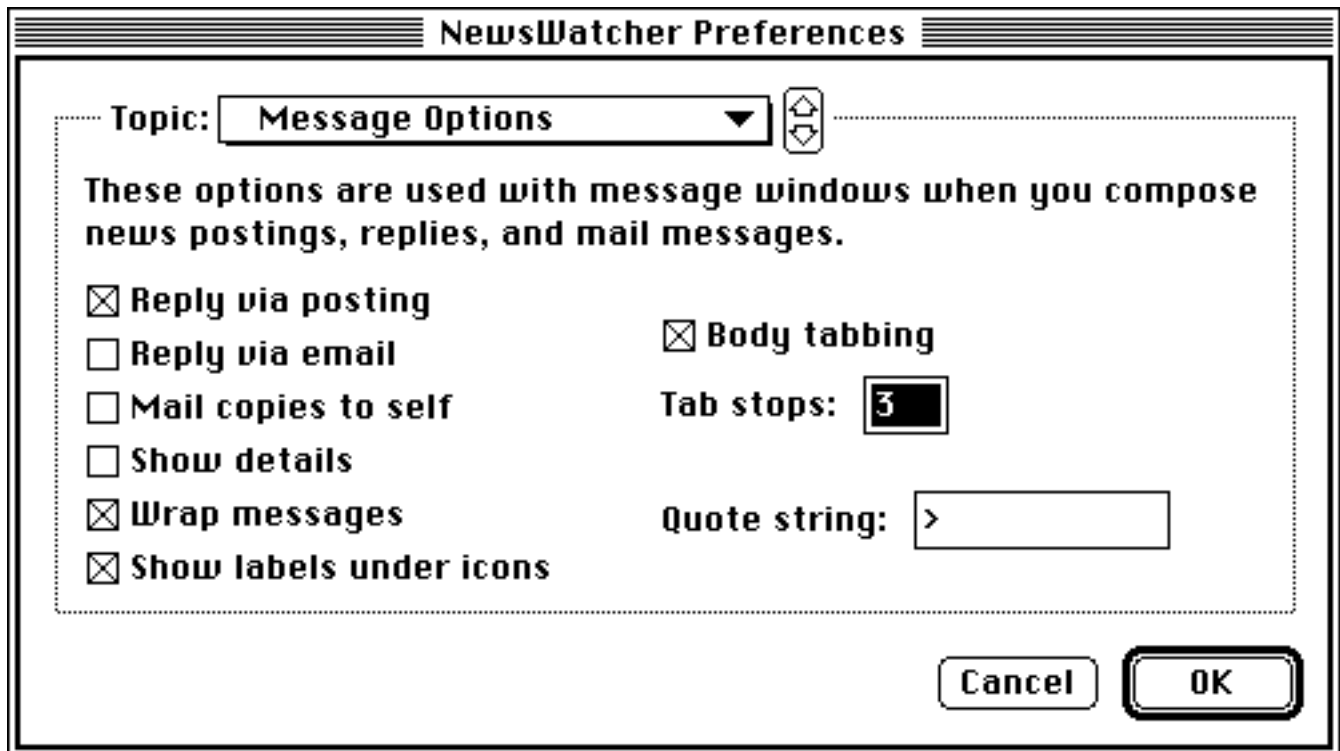 NewsWatcher Preferences
Topic: Message Options
These options are used with message windows when you compose
news postings, replies, and mail messages.
Reply via posting
Reply via email
Mail copies to self
Show details
Wrap messages
Show labels under icons
Body tabbing
Tab stops: 3
Quote string: >
Cancel OK